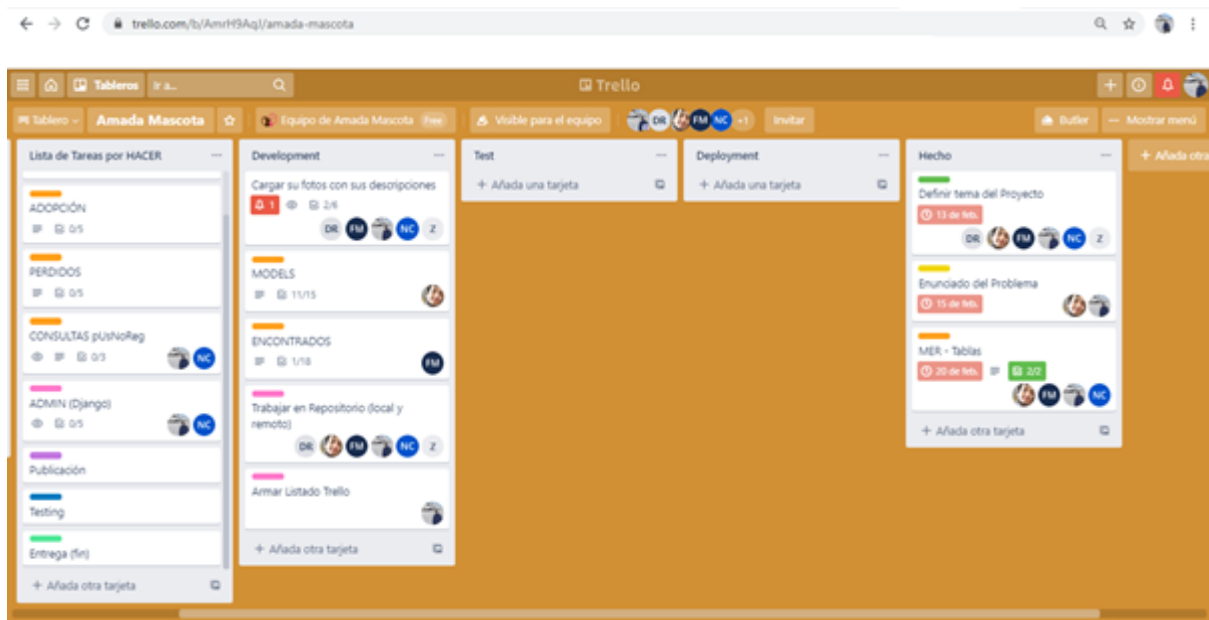 trello.com/b/AmrH9AqJ/amada-mascota
Tableros
Ir a...
Trello
Tablero
Amada Mascota
Equipo de Amada Mascota
Free
Visible para el equipo
DR
FM
NC
+1
Invitar
Butler
Mostrar menú
Lista de Tareas por HACER
ADOPCIÓN
0/5
PERDIDOS
0/5
CONSULTAS pUsNoReg
0/3
NC
ADMIN (Django)
0/5
NC
Publicación
Testing
Entrega (fin)
+ Añada otra tarjeta
Development
Cargar su fotos con sus descripciones
1
2/6
DR
FM
NC
Z
MODELS
11/15
ENCONTRADOS
1/18
FM
Trabajar en Repositorio (local y
remoto)
DR
FM
NC
Z
Armar Listado Trello
+ Añada otra tarjeta
Test
+ Añada una tarjeta
Deployment
+ Añada una tarjeta
Hecho
Definir tema del Proyecto
13 de feb.
DR
FM
NC
Z
Enunciado del Problema
15 de feb.
MER - Tablas
20 de feb.
2/2
FM
NC
+ Añada otra tarjeta
+ Añada otra